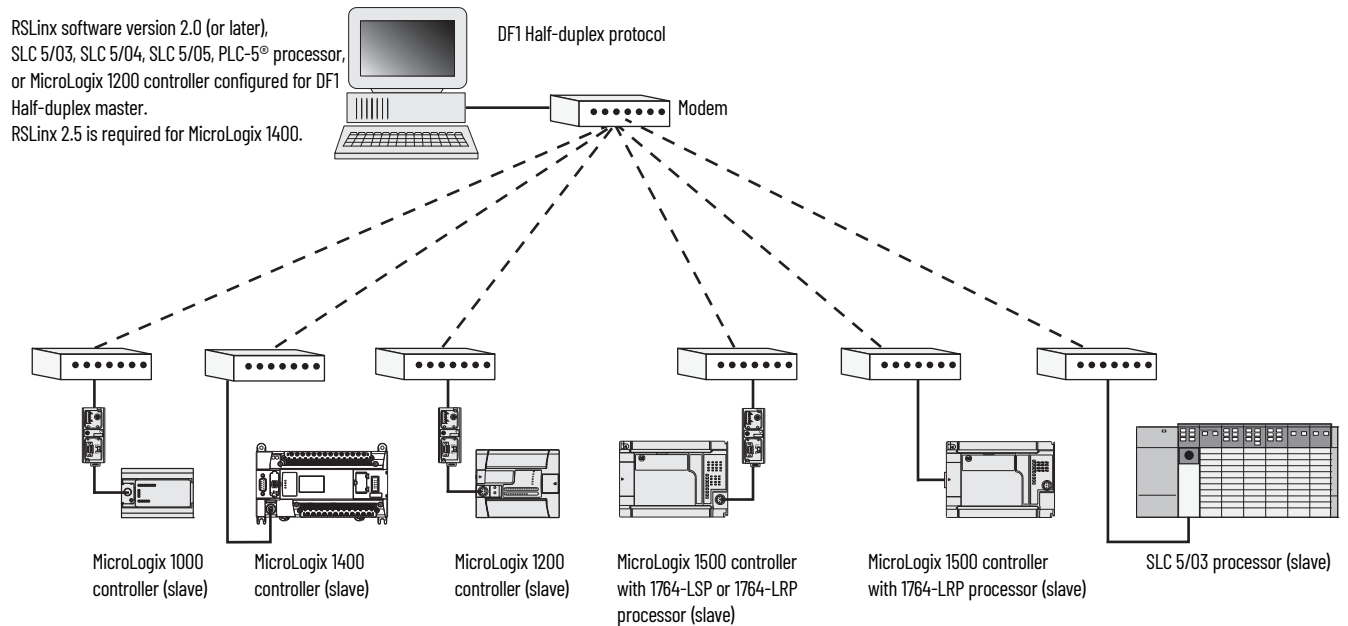 RSLinx software version 2.0 (or later),
SLC 5/03, SLC 5/04, SLC 5/05, PLC-5® processor,
or MicroLogix 1200 controller configured for DF1
Half-duplex master.
RSLinx 2.5 is required for MicroLogix 1400.
DF1 Half-duplex protocol
Modem
MicroLogix 1000
controller (slave)
MicroLogix 1400
controller (slave)
MicroLogix 1200
controller (slave)
MicroLogix 1500 controller
with 1764-LSP or 1764-LRP
processor (slave)
MicroLogix 1500 controller
with 1764-LRP processor (slave)
SLC 5/03 processor (slave)